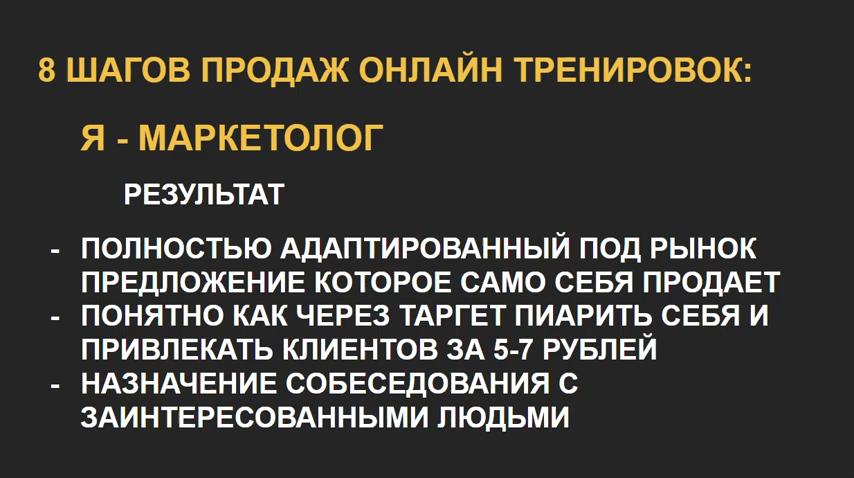 8 ШАГОВ ПРОДАЖ ОНЛАЙН ТРЕНИРОВОК:
Я - МАРКЕТОЛОГ
РЕЗУЛЬТАТ
- ПОЛНОСТЬЮ АДАПТИРОВАННЫЙ ПОД РЫНОК
ПРЕДЛОЖЕНИЕ КОТОРОЕ САМО СЕБЯ ПРОДАЕТ
- ПОНЯТНО КАК ЧЕРЕЗ ТАРГЕТ ПИАРИТЬ СЕБЯ И
ПРИВЛЕКАТЬ КЛИЕНТОВ ЗА 5-7 РУБЛЕЙ
- НАЗНАЧЕНИЕ СОБЕСЕДОВАНИЯ С
ЗАИНТЕРЕСОВАННЫМИ ЛЮДЬМИ